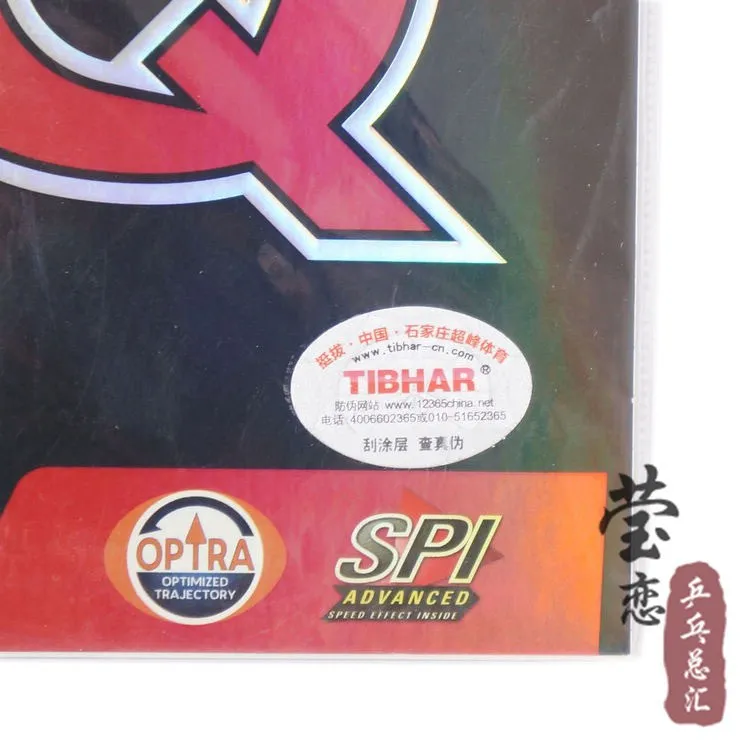 Q
挺拔·中国·石家庄超峰体育
www.tibhar-cn.com
TIBHAR®
防伪网站 www.12365china.net
电话 4006602365或010-51652365
刮涂层 查真伪
OPTRA
OPTIMIZED
TRAJECTORY
SPI
ADVANCED
SPEED EFFECT INSIDE
莹恋
乒乓总汇